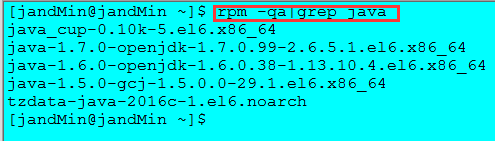 [jandMin@jandMin ~]$ rpm -qa|grep java
java_cup-0.10k-5.el6.x86_64
java-1.7.0-openjdk-1.7.0.99-2.6.5.1.el6.x86_64
java-1.6.0-openjdk-1.6.0.38-1.13.10.4.el6.x86_64
java-1.5.0-gcj-1.5.0.0-29.1.el6.x86_64
tzdata-java-2016c-1.el6.noarch
[jandMin@jandMin ~]$